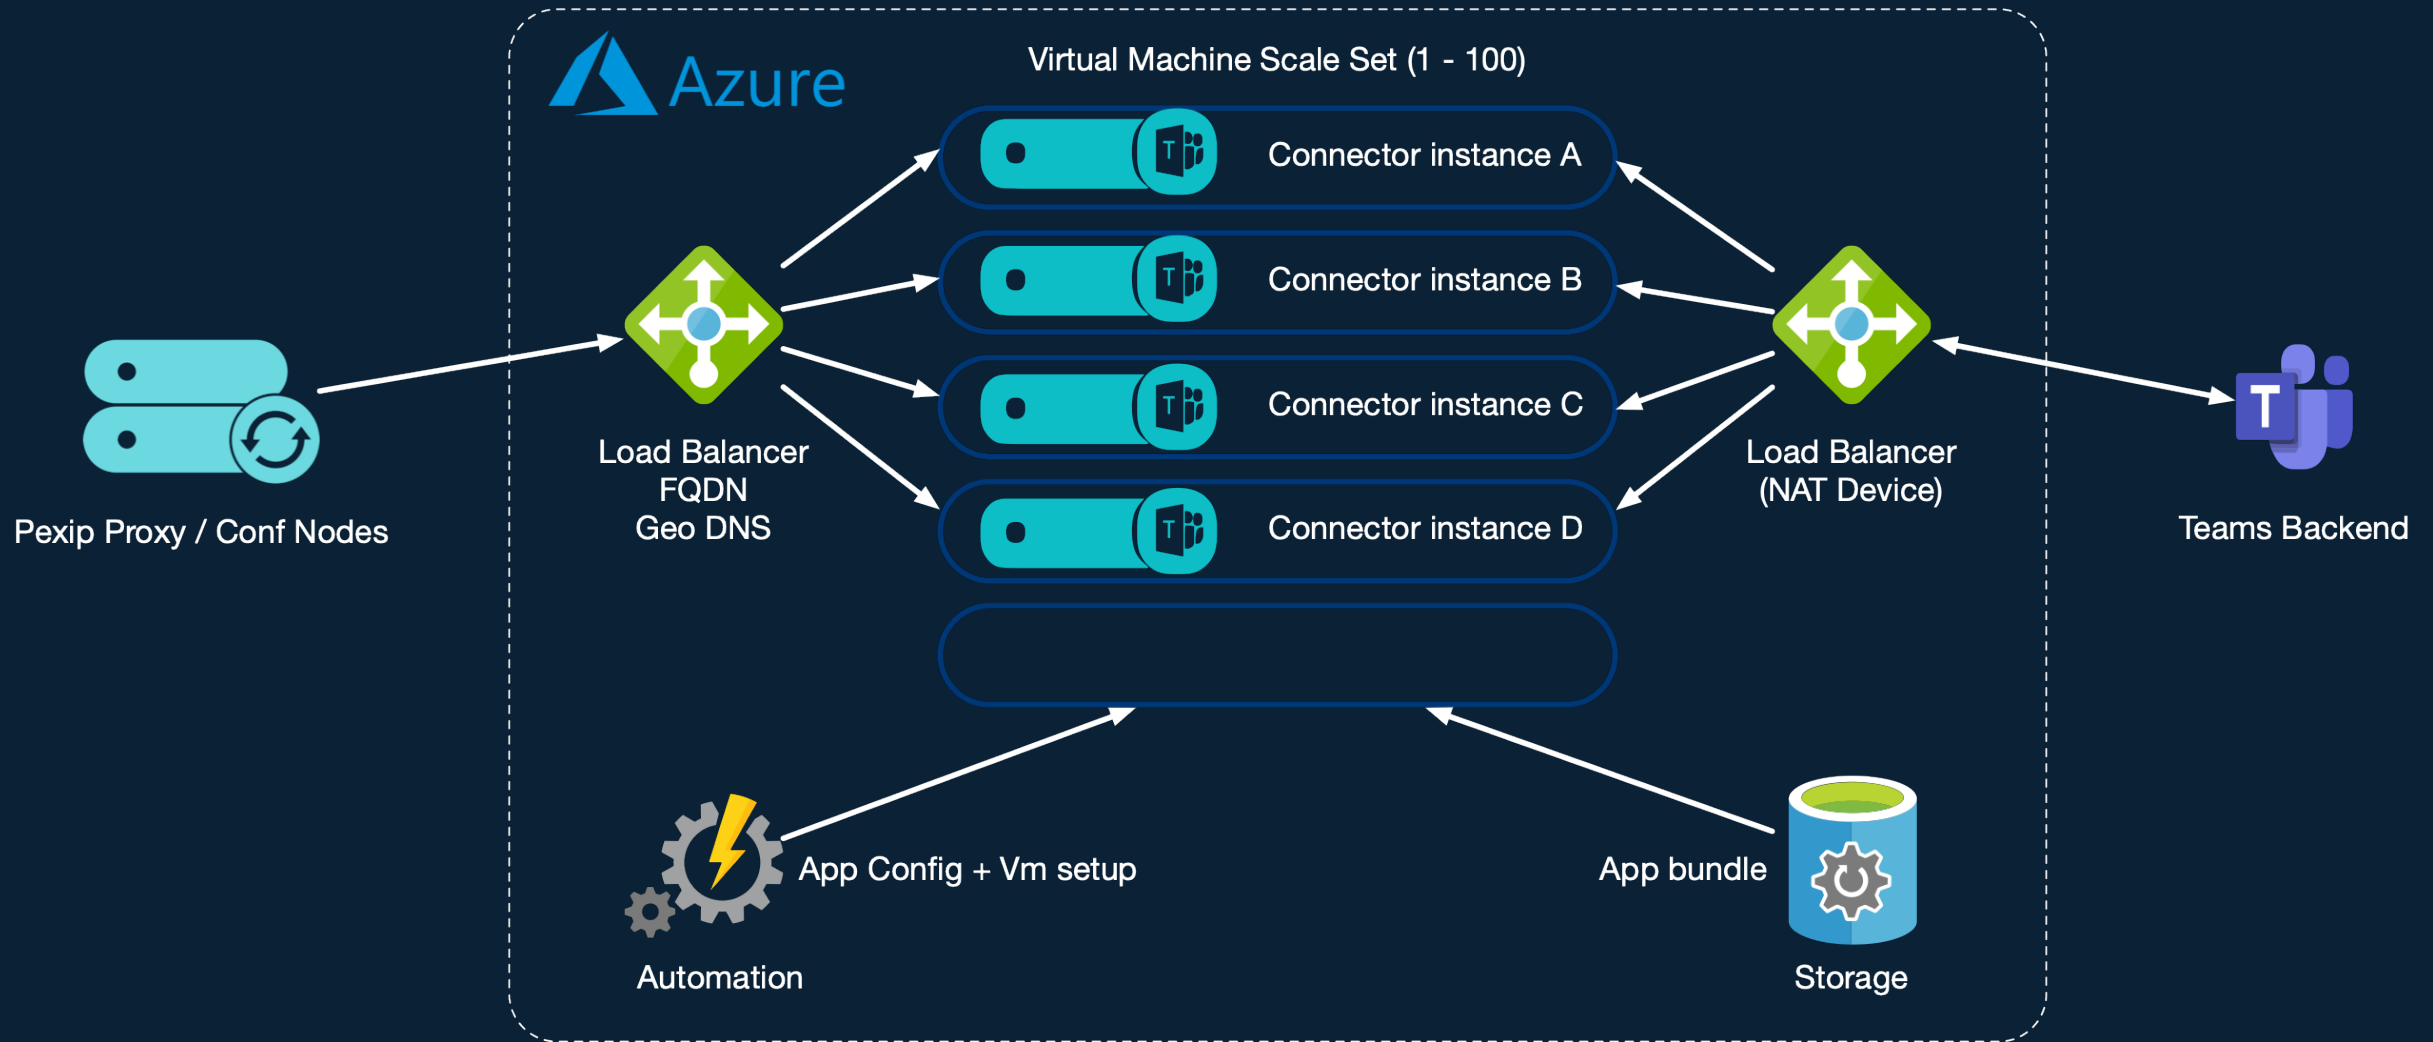 Azure
Virtual Machine Scale Set (1 - 100)
Connector instance A
Connector instance B
Connector instance C
Connector instance D
Load Balancer
FQDN
Geo DNS
Load Balancer
(NAT Device)
Pexip Proxy / Conf Nodes
T
Teams Backend
App Config + Vm setup
App bundle
Automation
Storage
T
T
T
T